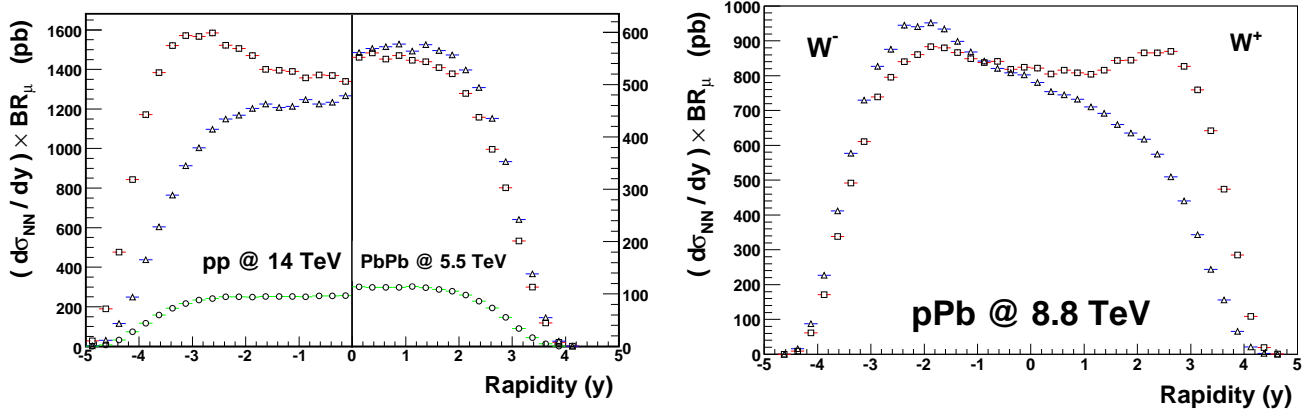 ( dσNN / dy ) × BRμ (pb)
1600
1400
1200
1000
800
600
400
200
0
600
500
400
300
200
100
0
pp @ 14 TeV
PbPb @ 5.5 TeV
-5 -4 -3 -2 -1 0 1 2 3 4 5
Rapidity (y)
( dσNN / dy ) × BRμ (pb)
1000
900
800
700
600
500
400
300
200
100
0
W-
W+
pPb @ 8.8 TeV
-5 -4 -3 -2 -1 0 1 2 3 4 5
Rapidity (y)